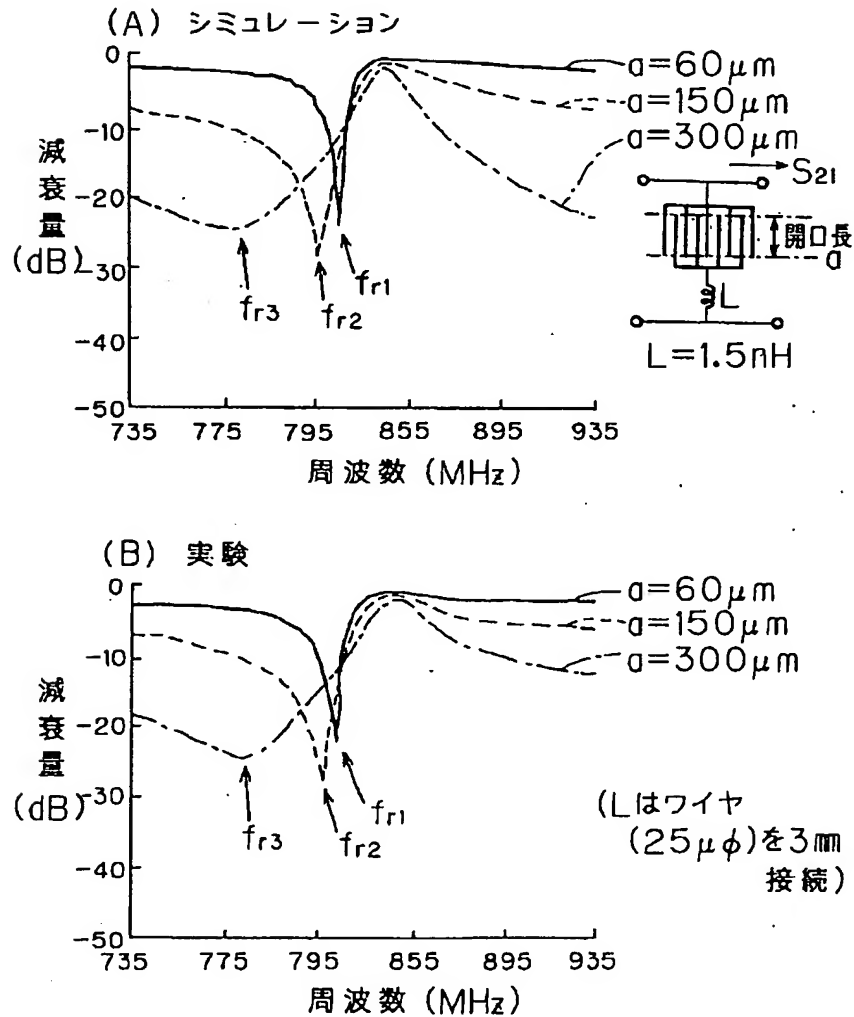 (A) シミュレーション
0
-10
-20
-30
-40
-50
減衰量
(dB)
735
775
795
855
895
935
周波数 (MHz)
fr3
fr2
fr1
a=60μm
a=150μm
a=300μm
S21
開口長
a
L
L=1.5nH
(B) 実験
0
-10
-20
-30
-40
-50
減衰量
(dB)
735
775
795
855
895
935
周波数 (MHz)
fr3
fr2
fr1
a=60μm
a=150μm
a=300μm
(Lはワイヤ
(25μφ)を3㎜
接続)